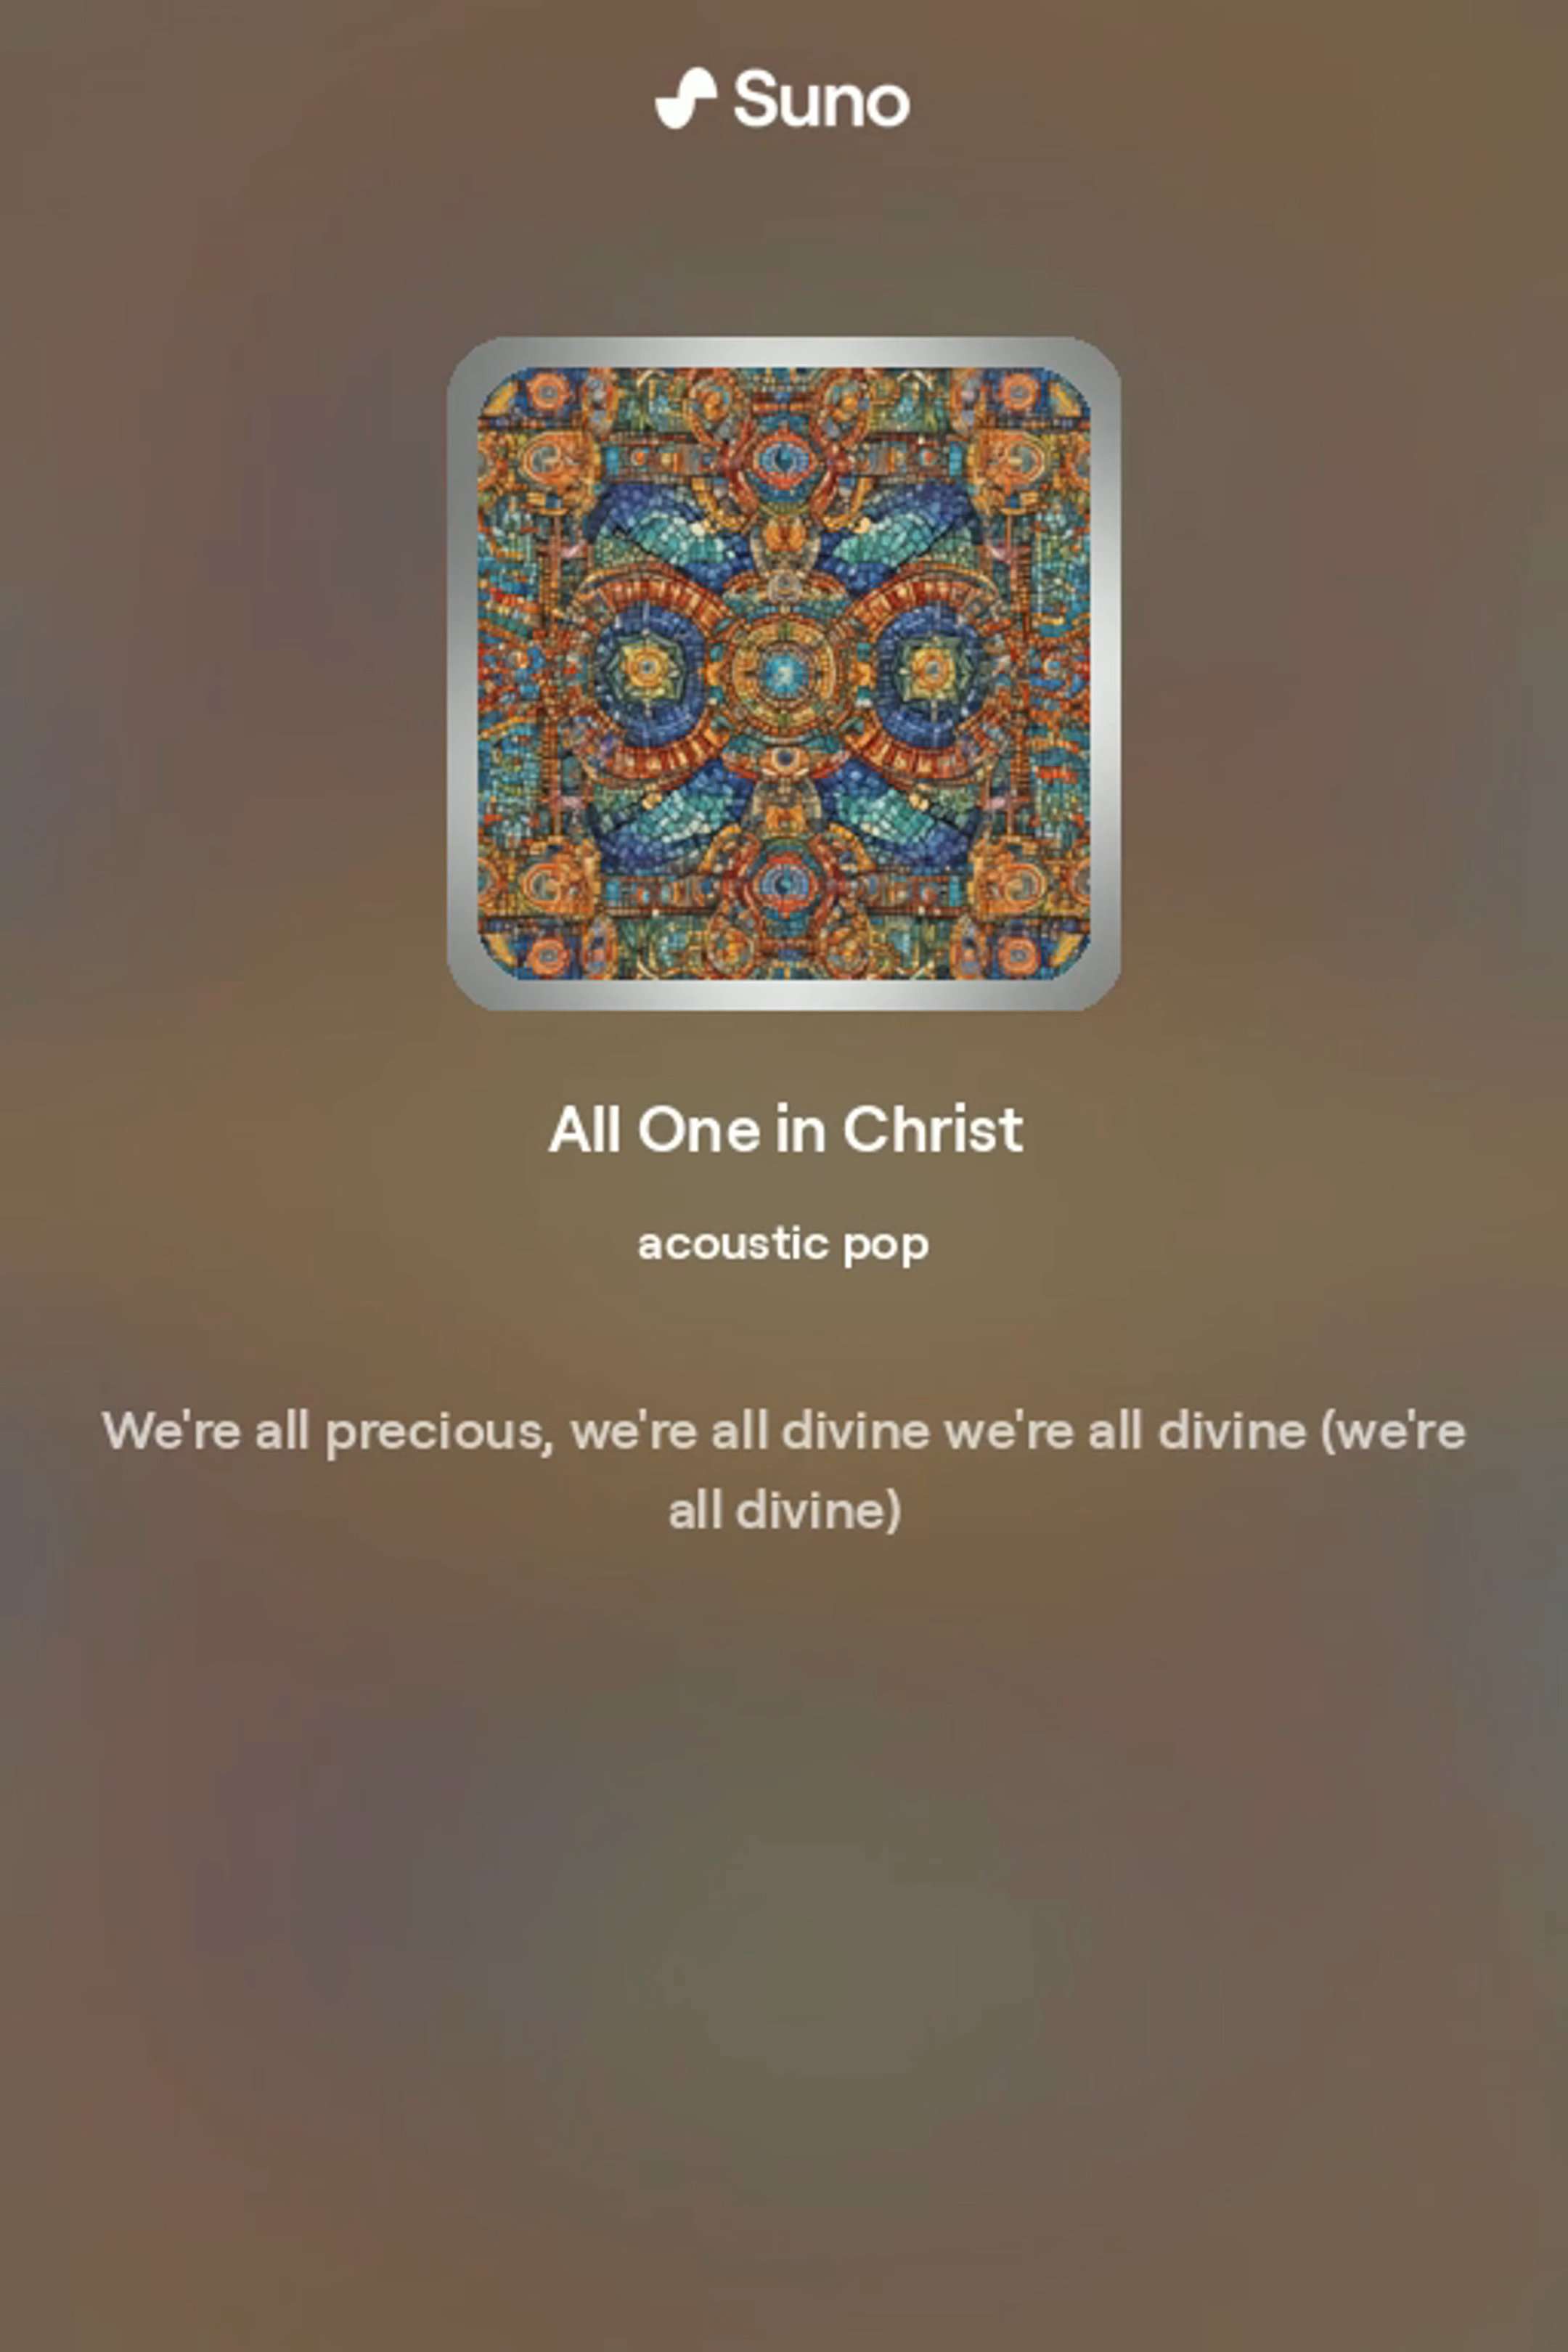 Suno
All One in Christ
acoustic pop
We're all precious, we're all divine we're all divine (we're
all divine)